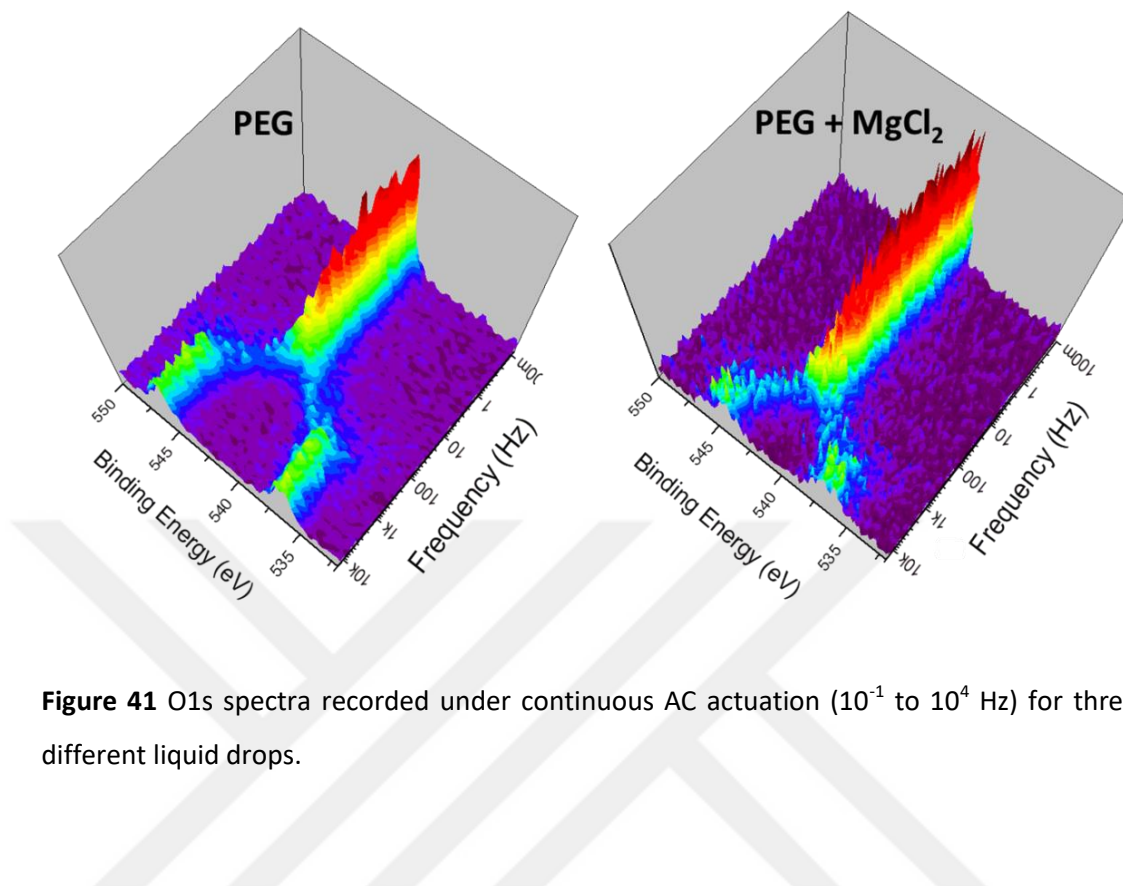 PEG
PEG + MgCl₂
550
545
540
535
Binding Energy (eV)
10k
1k
100
10
1
Frequency (Hz)
550
545
540
535
Binding Energy (eV)
10k
1k
100
10
1
100m
Frequency (Hz)
Figure 41 O1s spectra recorded under continuous AC actuation (10⁻¹ to 10⁴ Hz) for thre
different liquid drops.